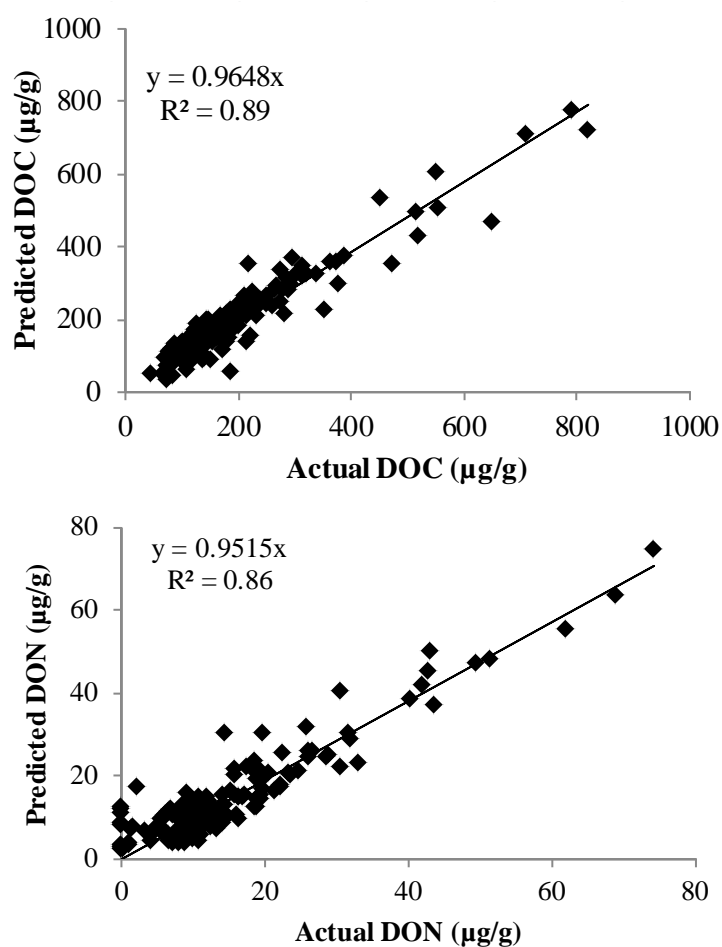 1000
y = 0.9648x
R² = 0.89
800
600
400
200
0
Predicted DOC (µg/g)
0 200 400 600 800 1000
Actual DOC (µg/g)
80
y = 0.9515x
R² = 0.86
60
40
20
0
Predicted DON (µg/g)
0 20 40 60 80
Actual DON (µg/g)